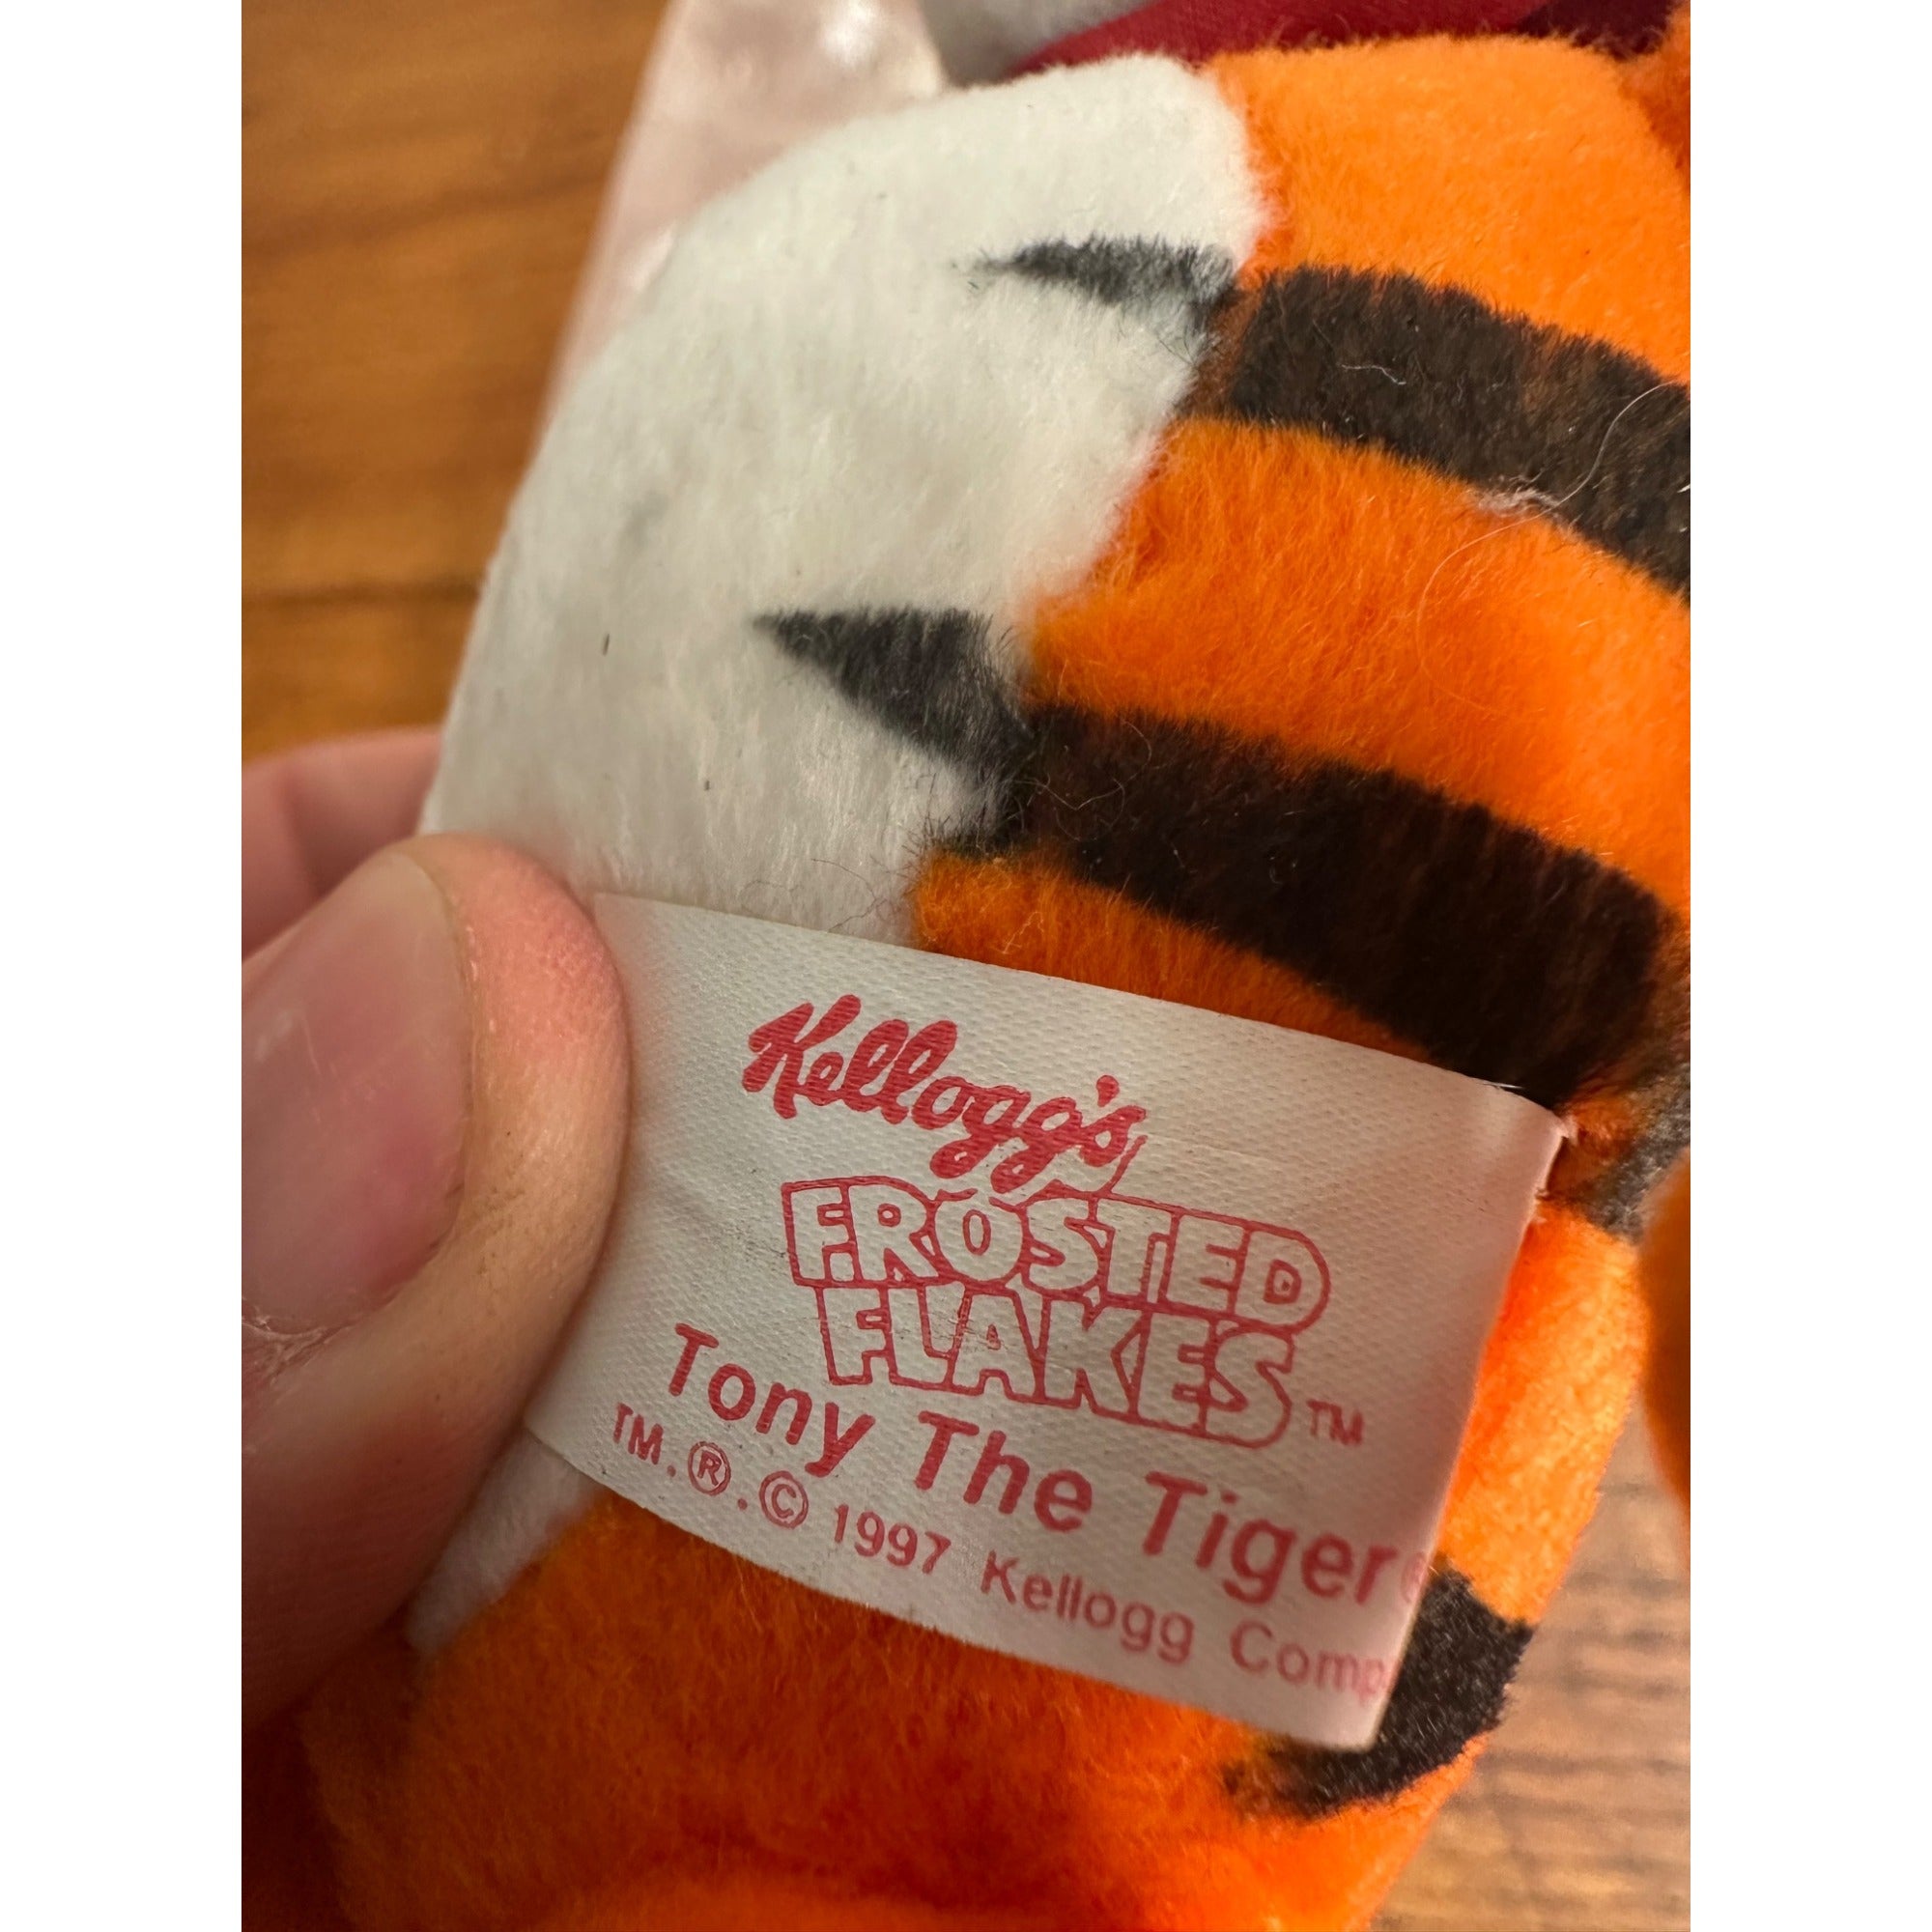 Kellogg's
FROSTED
FLAKES™
Tony The Tiger
TM.®.© 1997 Kellogg Comp